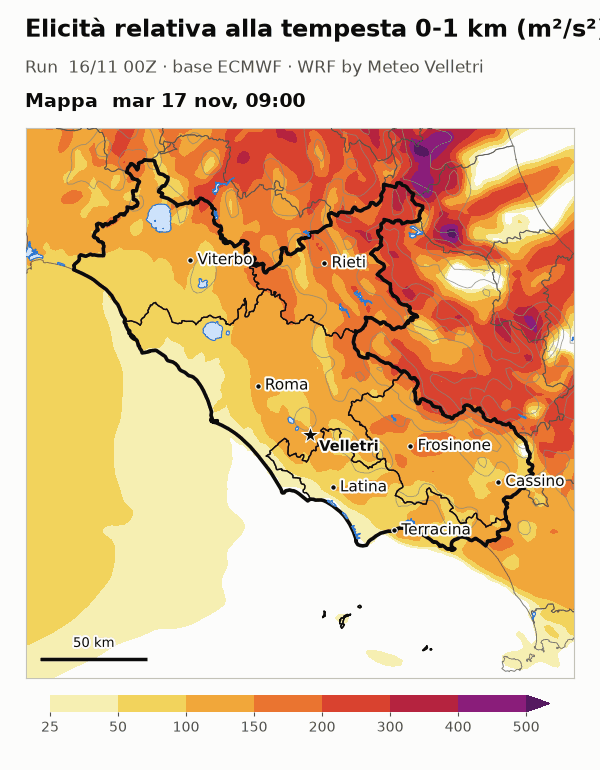 Elicità relativa alla tempesta 0-1 km (m²/s²)
Run  16/11 00Z · base ECMWF · WRF by Meteo Velletri
Mappa  mar 17 nov, 09:00
Viterbo
Rieti
Roma
Velletri
Frosinone
Cassino
Latina
Terracina
50 km
25 50 100 150 200 300 400 500